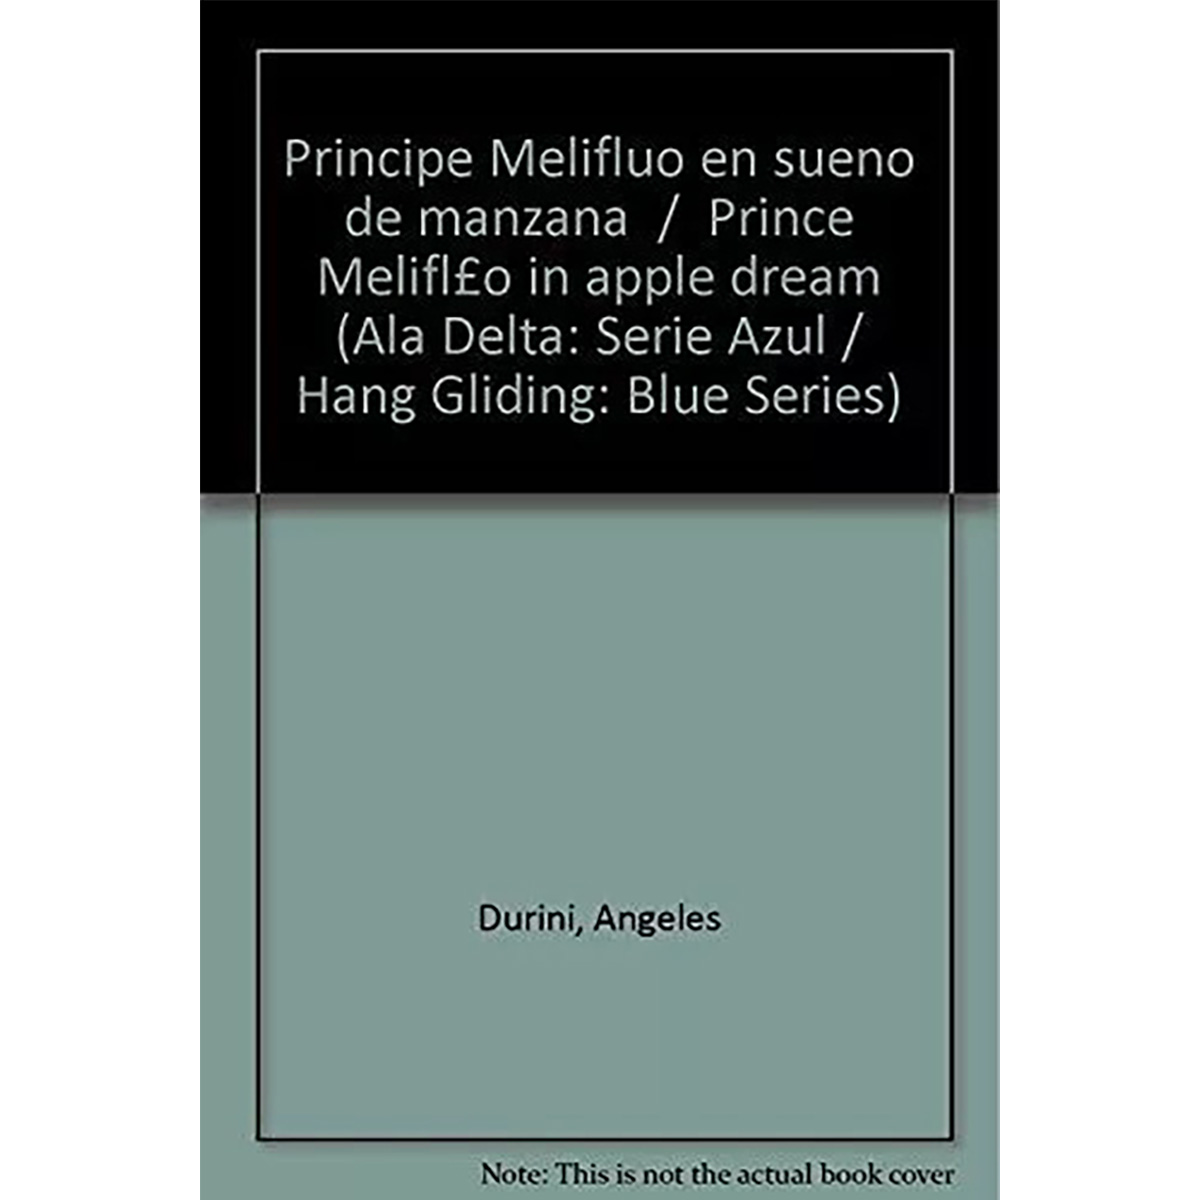 Principe Melifluo en sueno
de manzana / Prince
Melifl£o in apple dream
(Ala Delta: Serie Azul /
Hang Gliding: Blue Series)
Durini, Angeles
Note: This is not the actual book cover